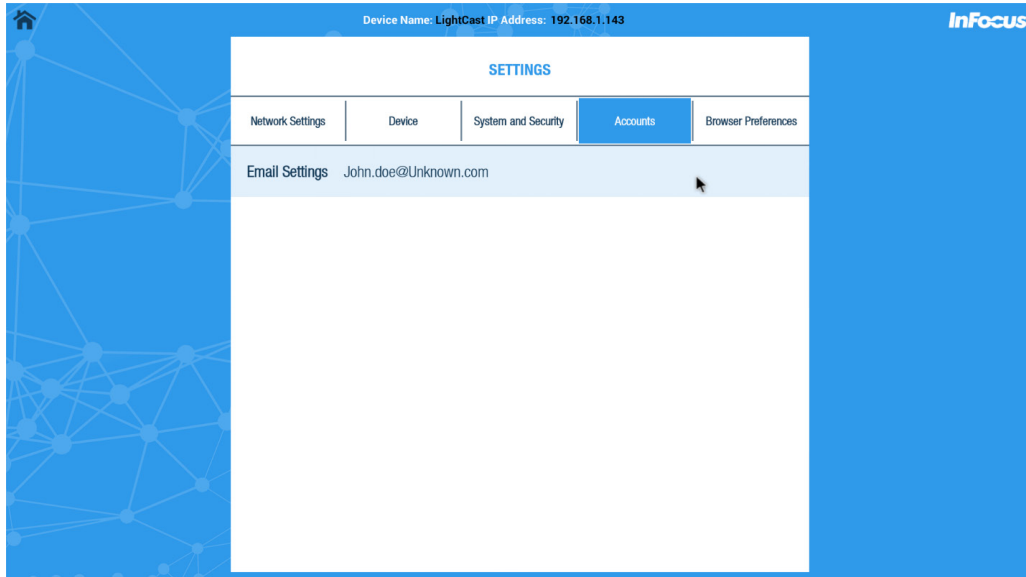 Device Name: LightCast IP Address: 192.168.1.143
InFocus
SETTINGS
Network Settings
Device
System and Security
Accounts
Browser Preferences
Email Settings John.doe@Unknown.com